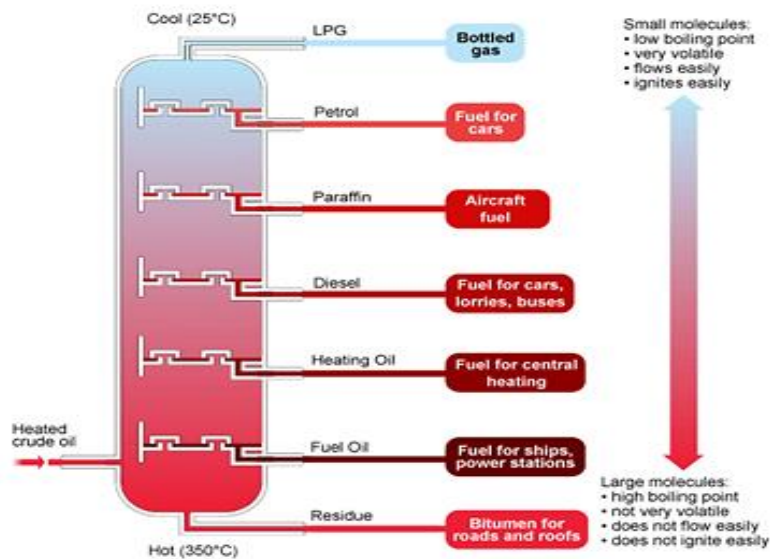 Cool (25°C)
LPG
Bottled
gas
Petrol
Fuel for
cars
Paraffin
Aircraft
fuel
Diesel
Fuel for cars,
lorries, buses
Heating Oil
Fuel for central
heating
Heated
crude oil
Fuel Oil
Fuel for ships,
power stations
Residue
Bitumen for
roads and roofs
Hot (350°C)
Small molecules:
• low boiling point
• very volatile
• flows easily
• ignites easily
Large molecules:
• high boiling point
• not very volatile
• does not flow easily
• does not ignite easily